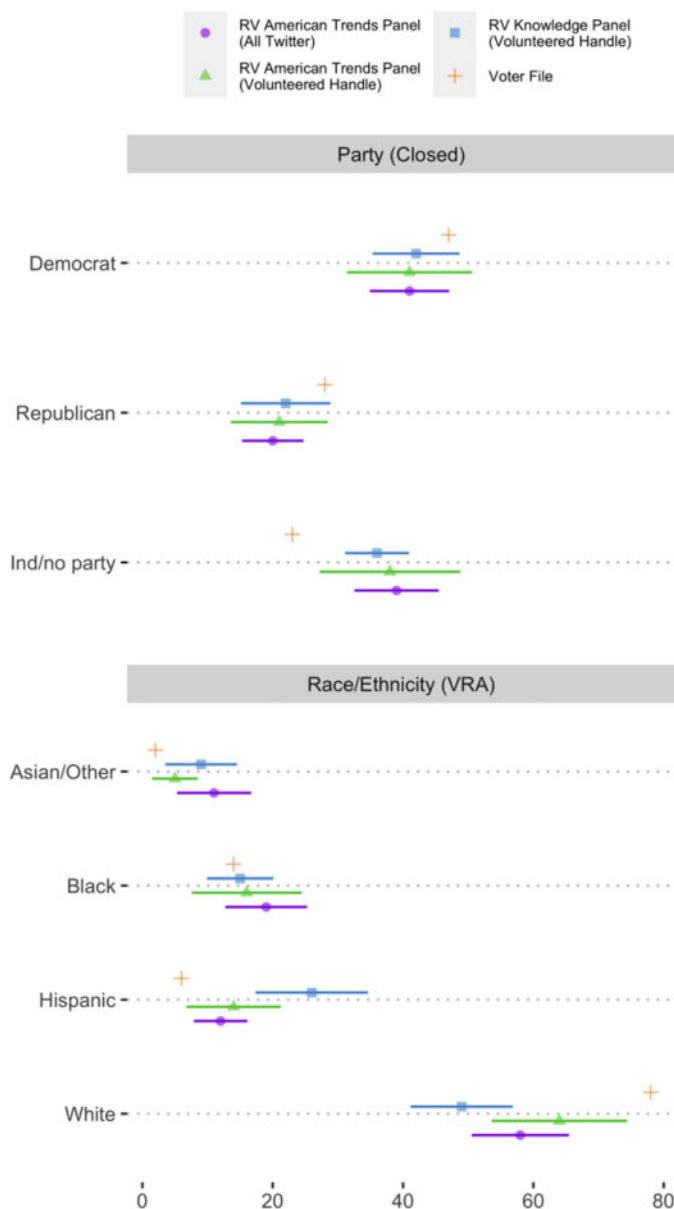 RV American Trends Panel
(All Twitter)
RV Knowledge Panel
(Volunteered Handle)
RV American Trends Panel
(Volunteered Handle)
Voter File
Party (Closed)
Democrat
Republican
Ind/no party
Race/Ethnicity (VRA)
Asian/Other
Black
Hispanic
White
0 20 40 60 80